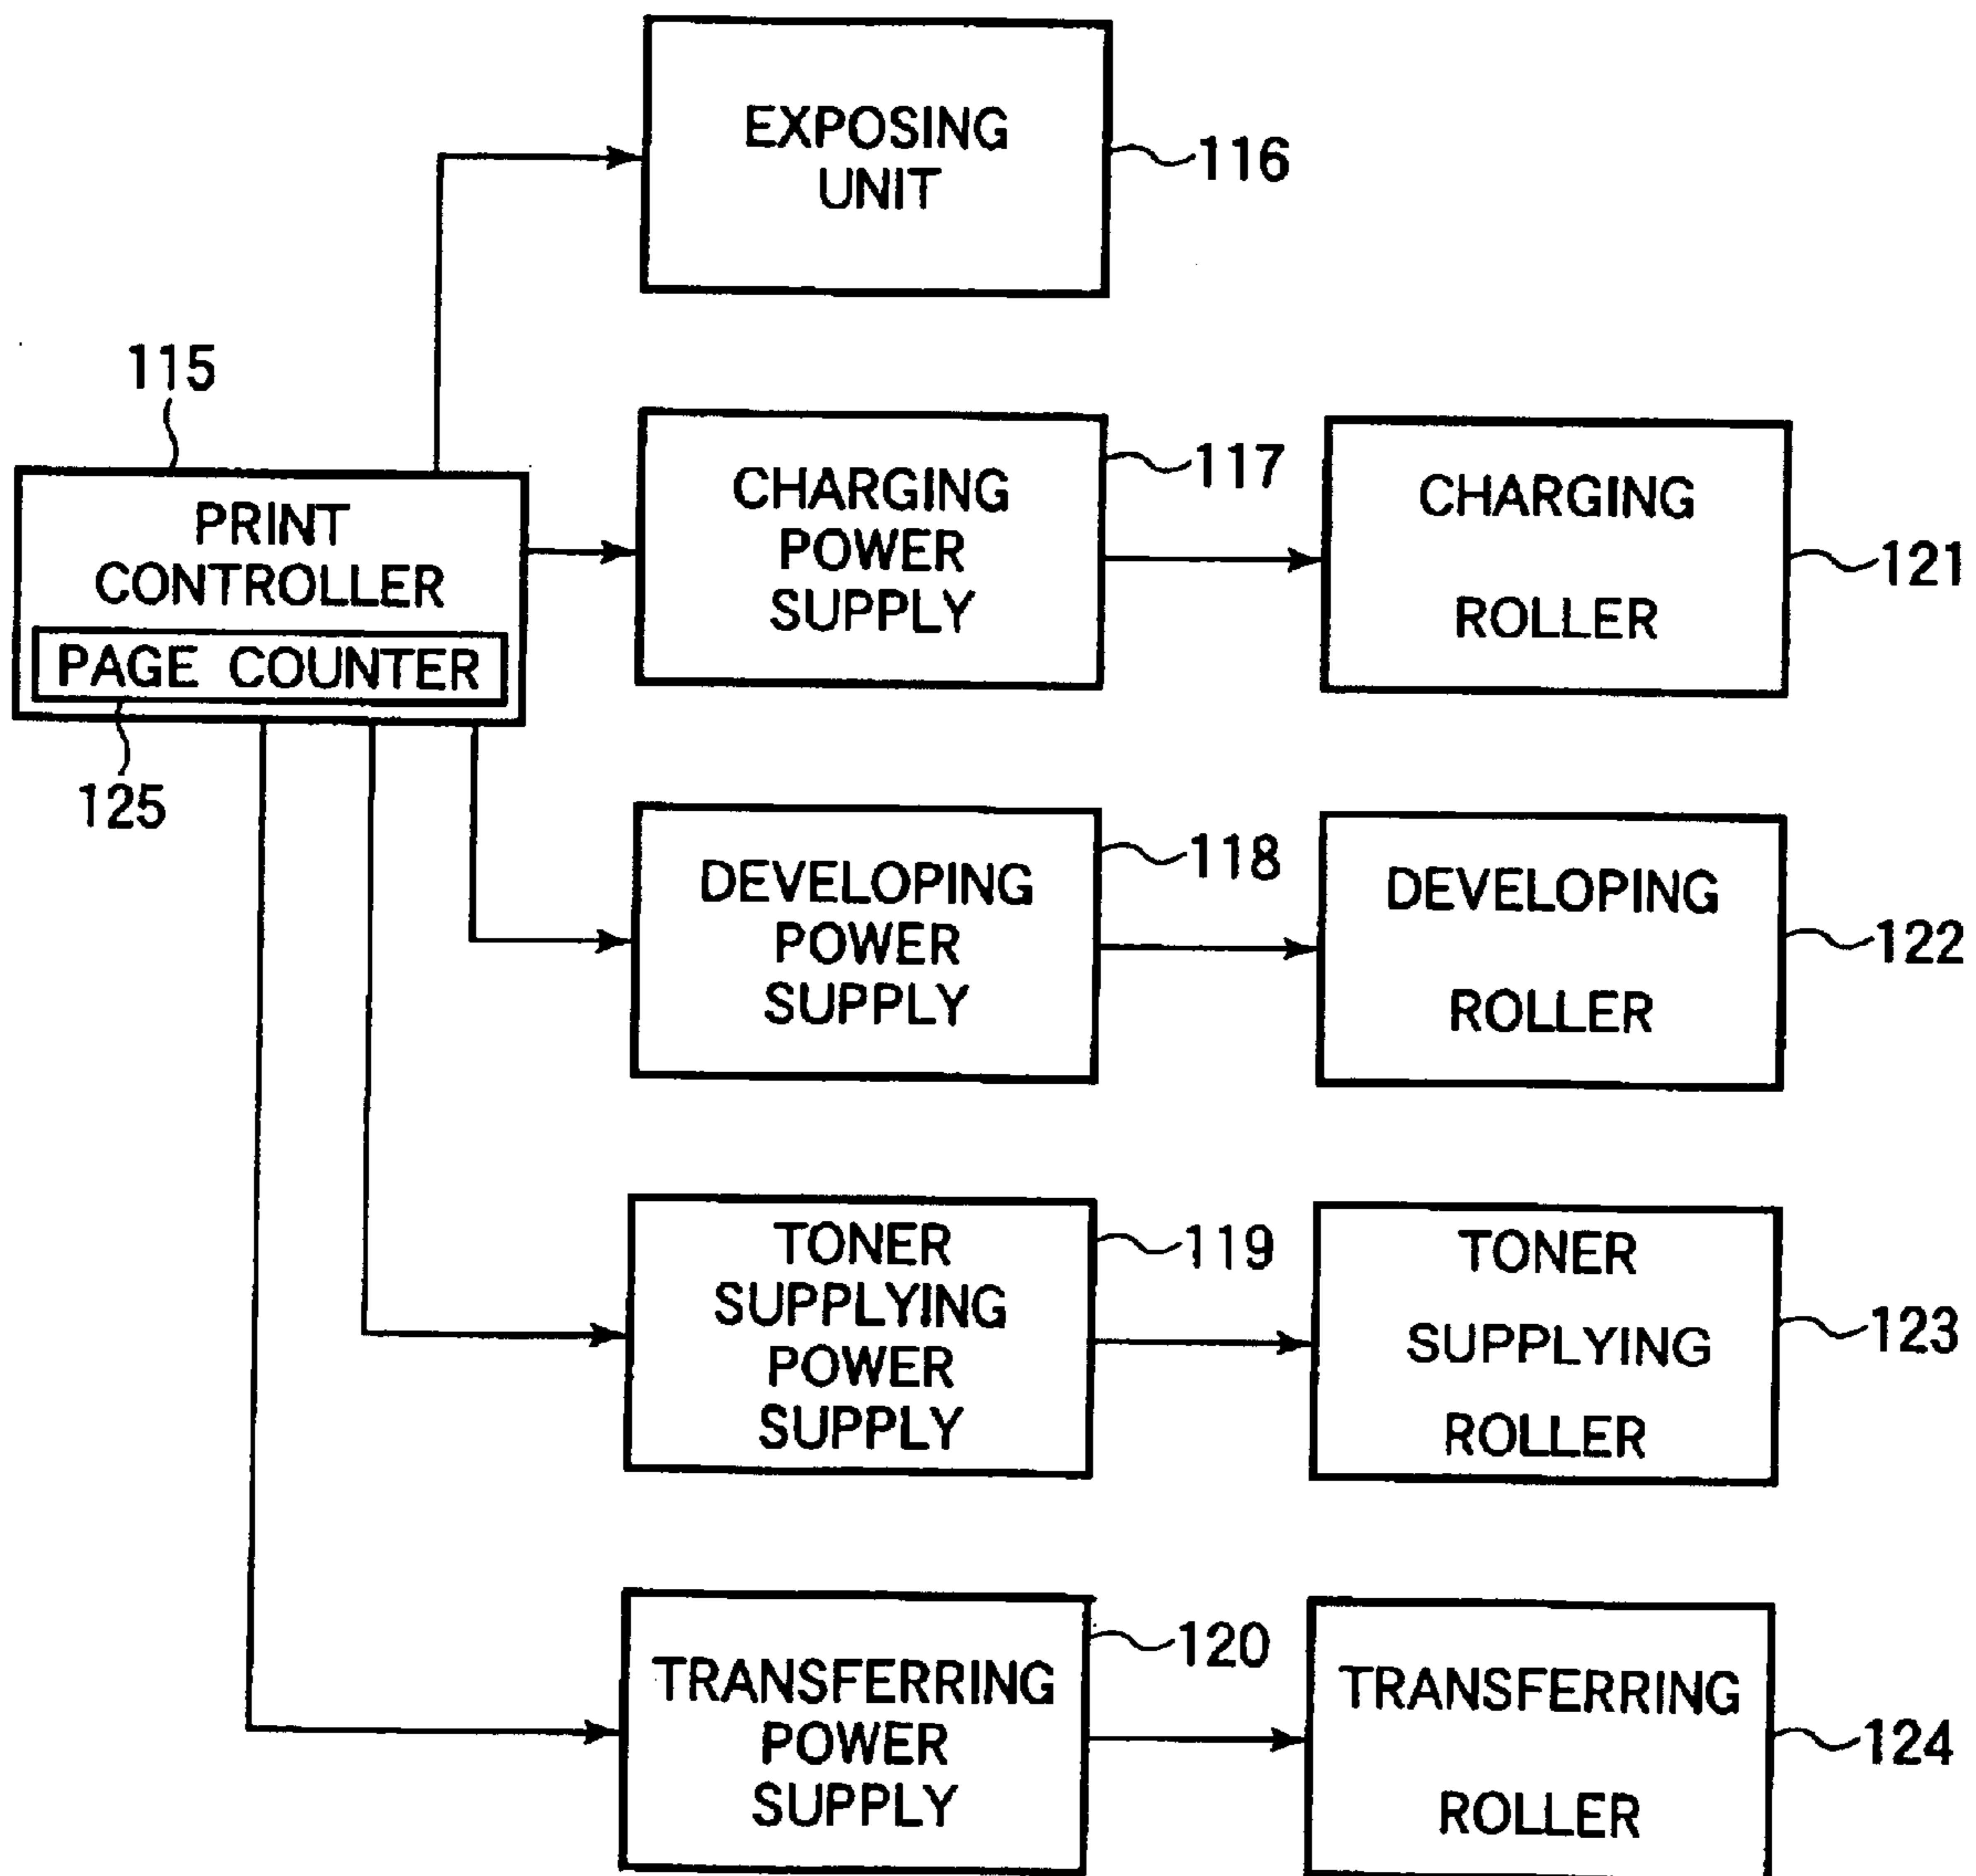 EXPOSING
UNIT
116
115
PRINT
CONTROLLER
PAGE COUNTER
125
CHARGING
POWER
SUPPLY
117
CHARGING
ROLLER
121
DEVELOPING
POWER
SUPPLY
118
DEVELOPING
ROLLER
122
TONER
SUPPLYING
POWER
SUPPLY
119
TONER
SUPPLYING
ROLLER
123
TRANSFERRING
POWER
SUPPLY
120
TRANSFERRING
ROLLER
124